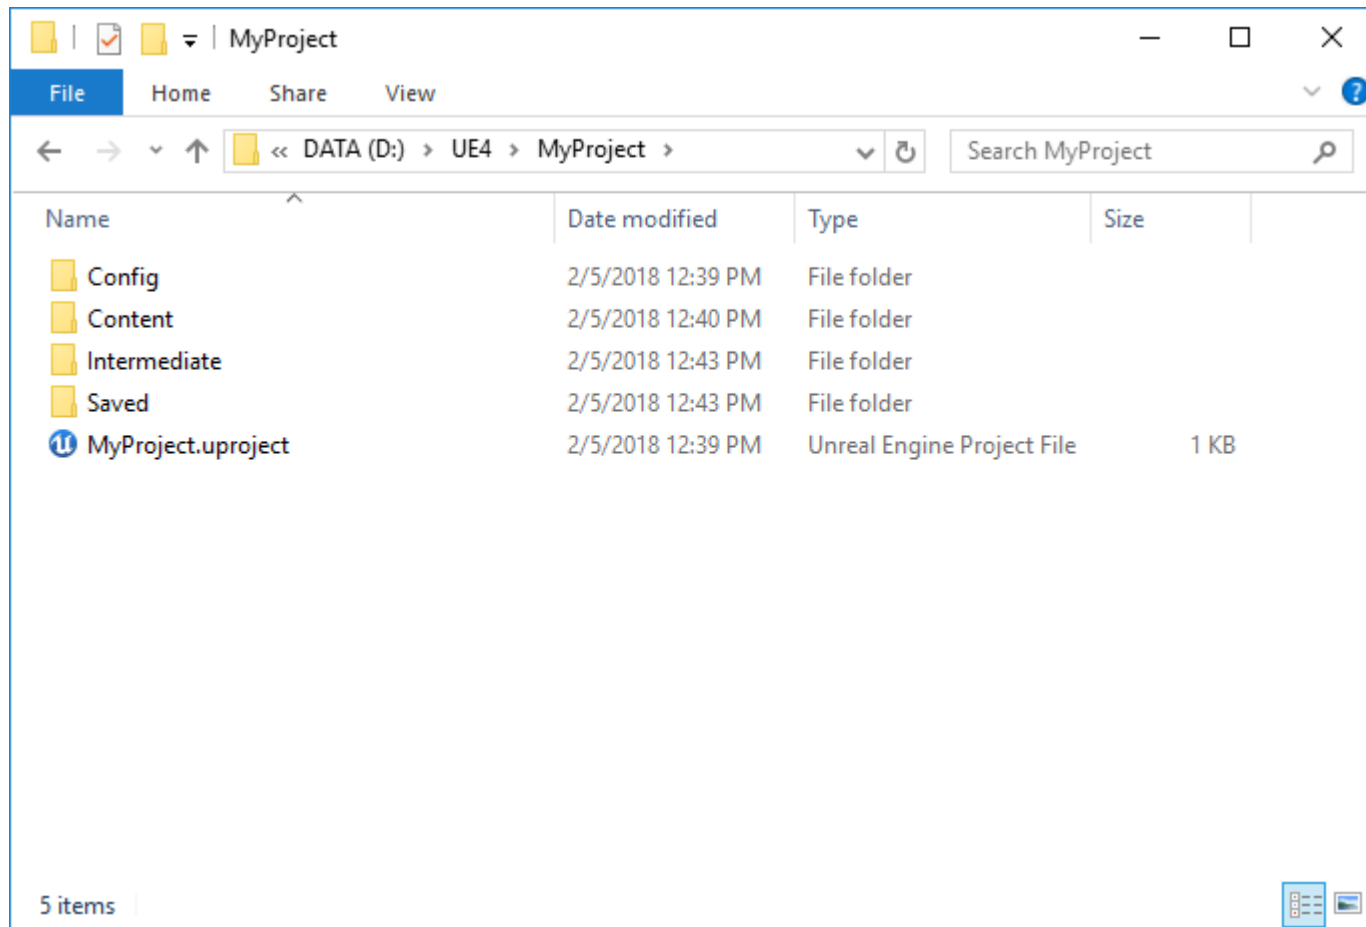 MyProject
File Home Share View
« DATA (D:) > UE4 > MyProject > Search MyProject
Name Date modified Type Size
Config 2/5/2018 12:39 PM File folder
Content 2/5/2018 12:40 PM File folder
Intermediate 2/5/2018 12:43 PM File folder
Saved 2/5/2018 12:43 PM File folder
MyProject.uproject 2/5/2018 12:39 PM Unreal Engine Project File 1 KB
5 items